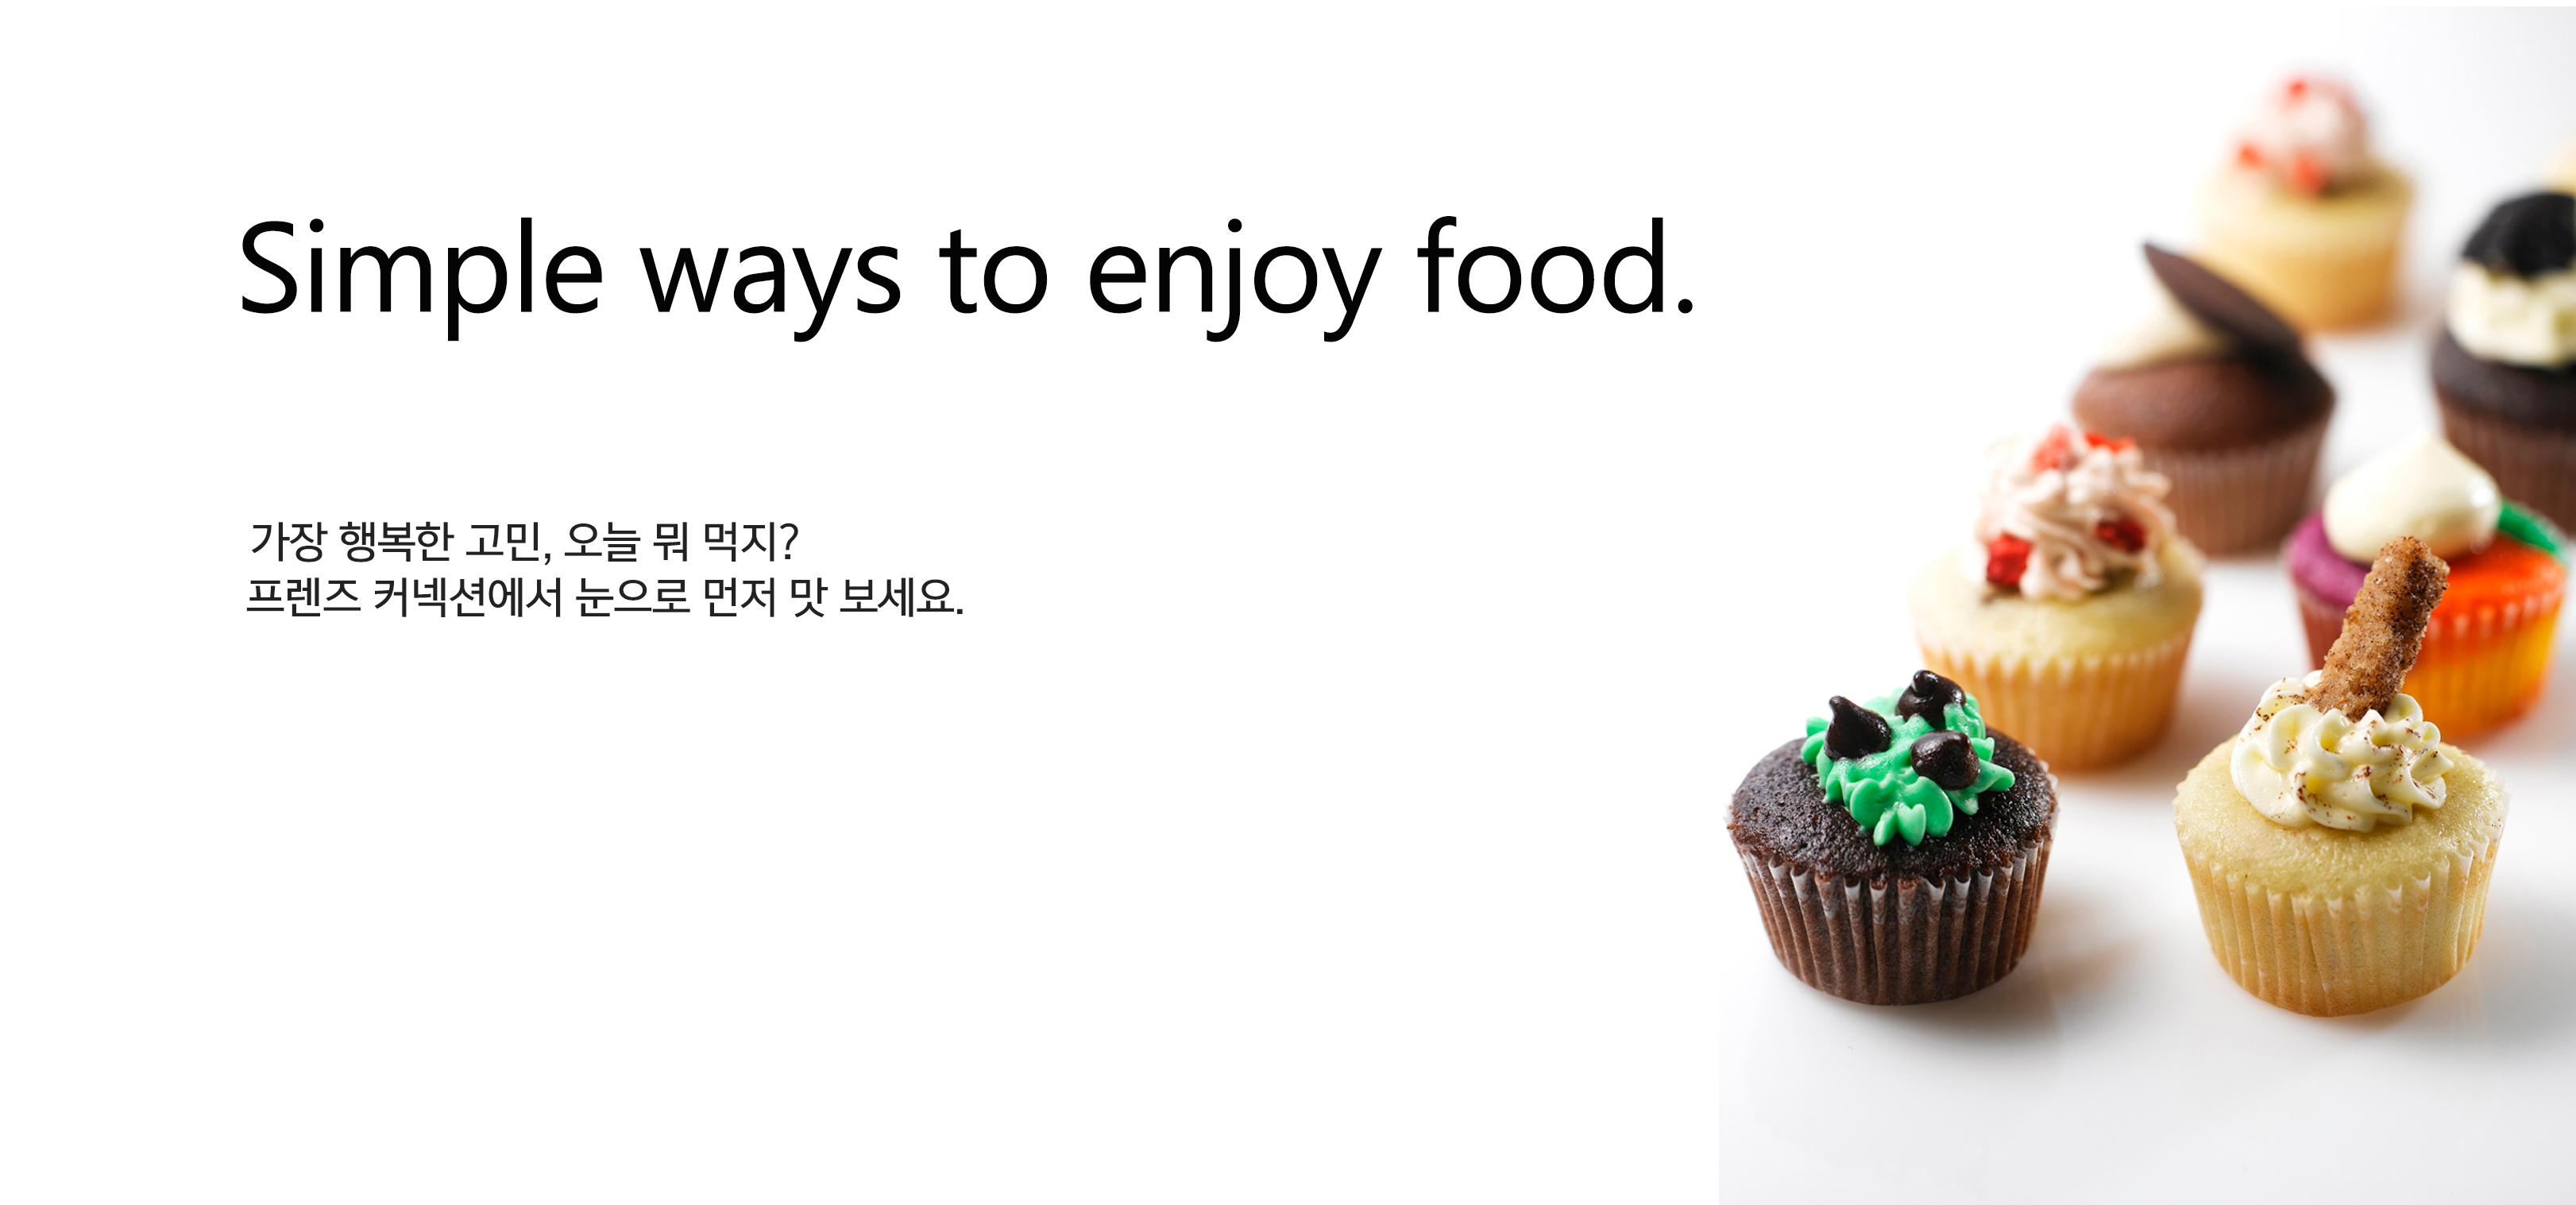 Simple ways to enjoy food.
가장 행복한 고민, 오늘 뭐 먹지?
프렌즈 커넥션에서 눈으로 먼저 맛 보세요.